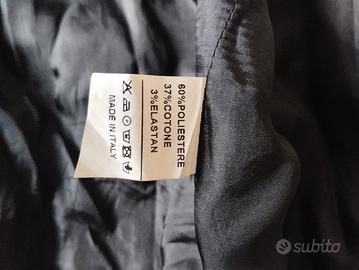 60%POLIESTERE
37%COTONE
3%ELASTAN
MADE IN ITALY
subito